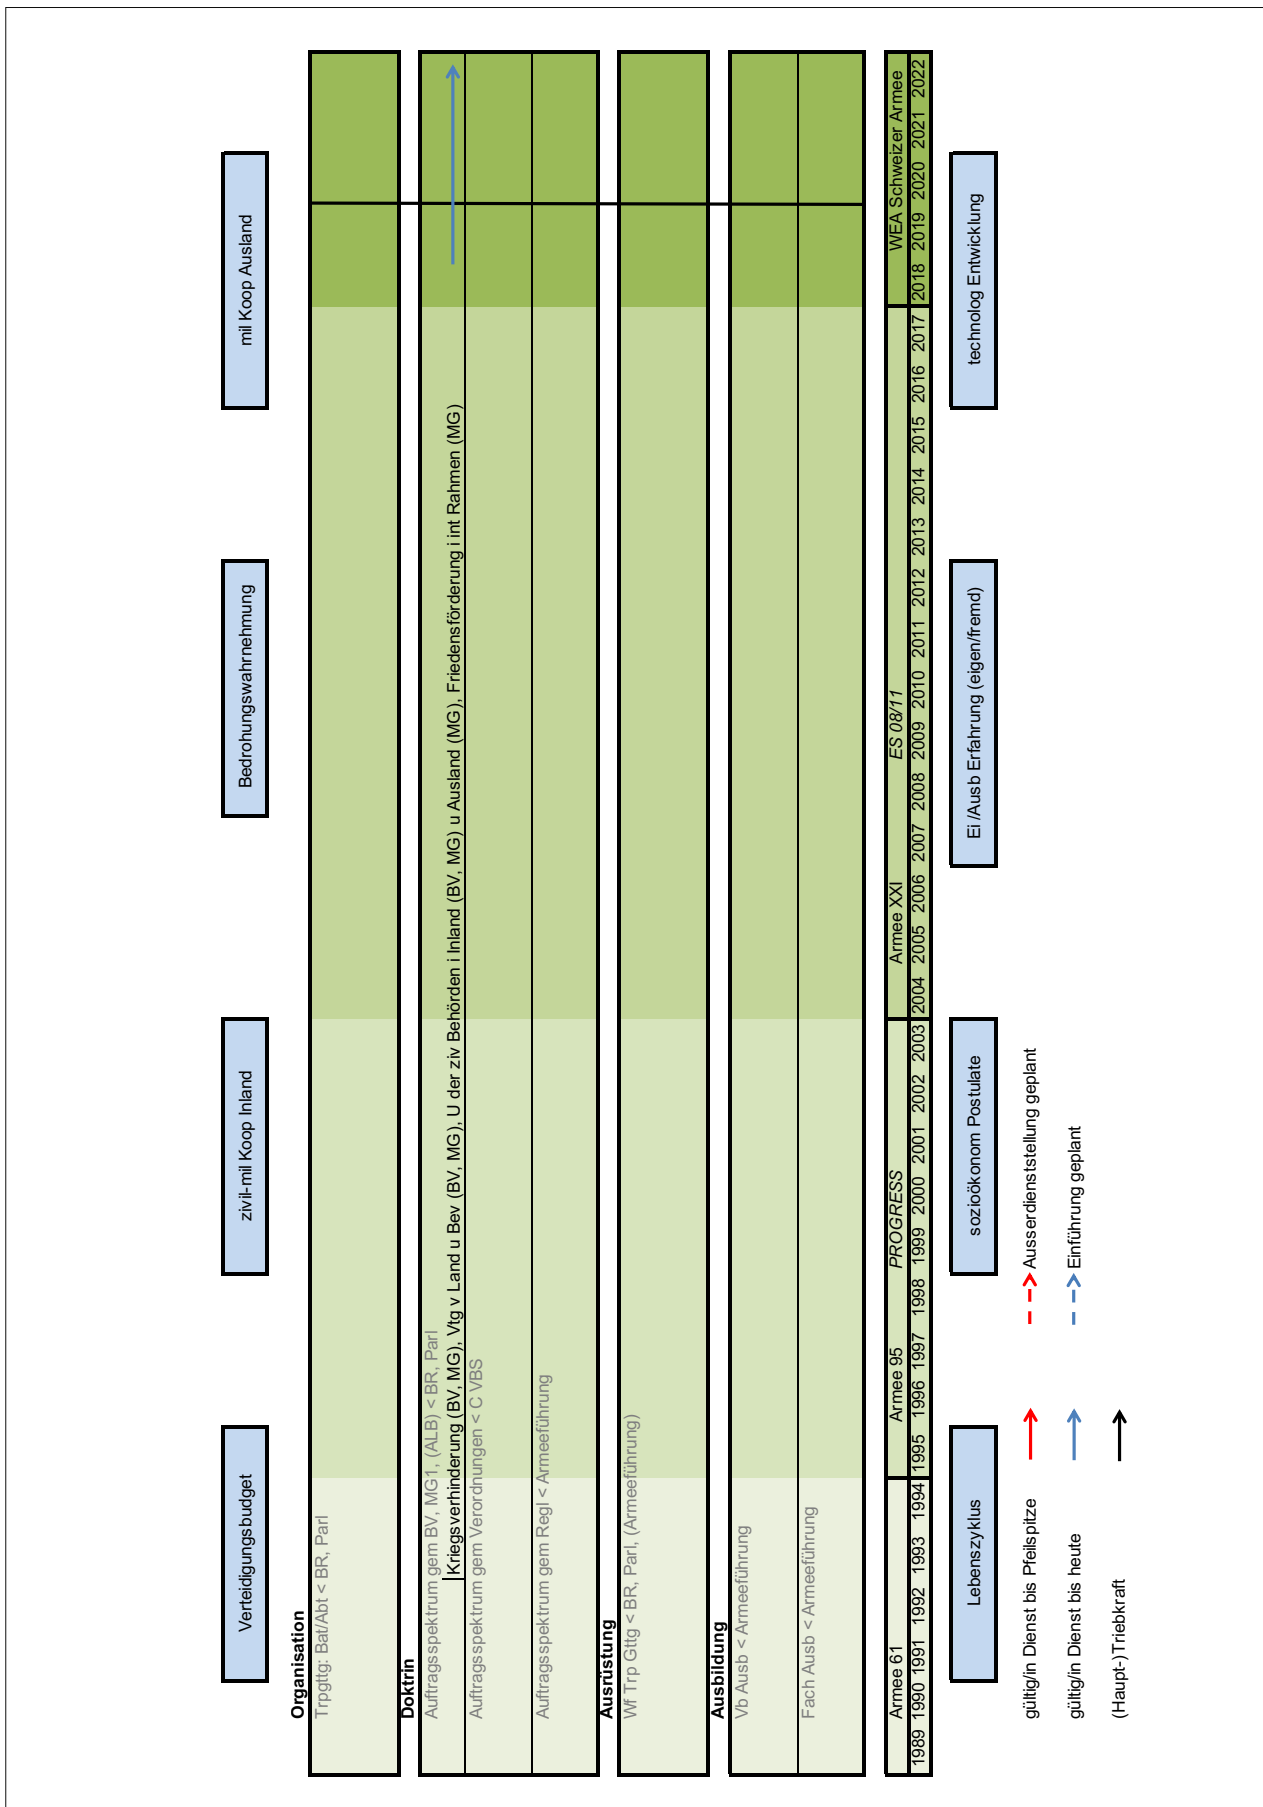 Verteidigungsbudget
zivil-mil Koop Inland
Bedrohungswahrnehmung
mil Koop Ausland
Organisation
Trpgttg: Bat/Abt < BR, Parl
Doktrin
Auftragsspektrum gem BV, MG1, (ALB) < BR, Parl
Kriegsverhinderung (BV, MG), Vtg v Land u Bev (BV, MG), U der ziv Behörden i Inland (BV, MG) u Ausland (MG), Friedensförderung i int Rahmen (MG)
Auftragsspektrum gem Verordnungen < C VBS
Auftragsspektrum gem Regl < Armeeführung
Ausrüstung
Wf Trp Gttg < BR, Parl, (Armeeführung)
Ausbildung
Vb Ausb < Armeeführung
Fach Ausb < Armeeführung
Armee 61
Armee 95
PROGRESS
Armee XXI
ES 08/11
WEA Schweizer Armee
1989 1990 1991 1992 1993 1994 1995 1996 1997 1998 1999 2000 2001 2002 2003 2004 2005 2006 2007 2008 2009 2010 2011 2012 2013 2014 2015 2016 2017 2018 2019 2020 2021 2022
Lebenszyklus
sozioökonom Postulate
Ei /Ausb Erfahrung (eigen/fremd)
technolog Entwicklung
gültig/in Dienst bis Pfeilspitze
Ausserdienststellung geplant
gültig/in Dienst bis heute
Einführung geplant
(Haupt-)Triebkraft